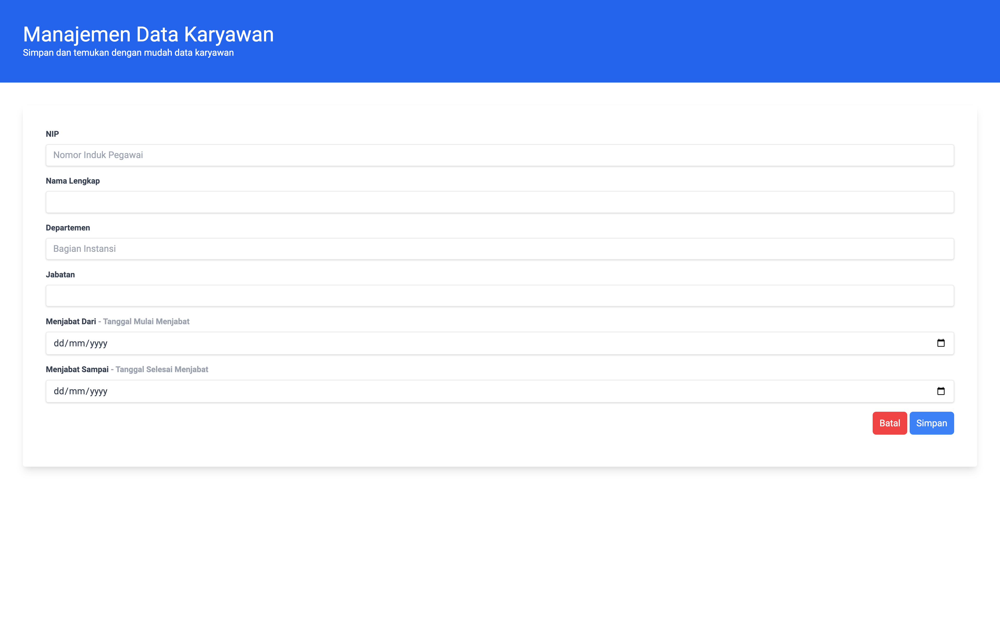 Manajemen Data Karyawan
Simpan dan temukan dengan mudah data karyawan
NIP
Nomor Induk Pegawai
Nama Lengkap
Departemen
Bagian Instansi
Jabatan
Menjabat Dari - Tanggal Mulai Menjabat
dd/mm/yyyy
Menjabat Sampai - Tanggal Selesai Menjabat
dd/mm/yyyy
Batal Simpan